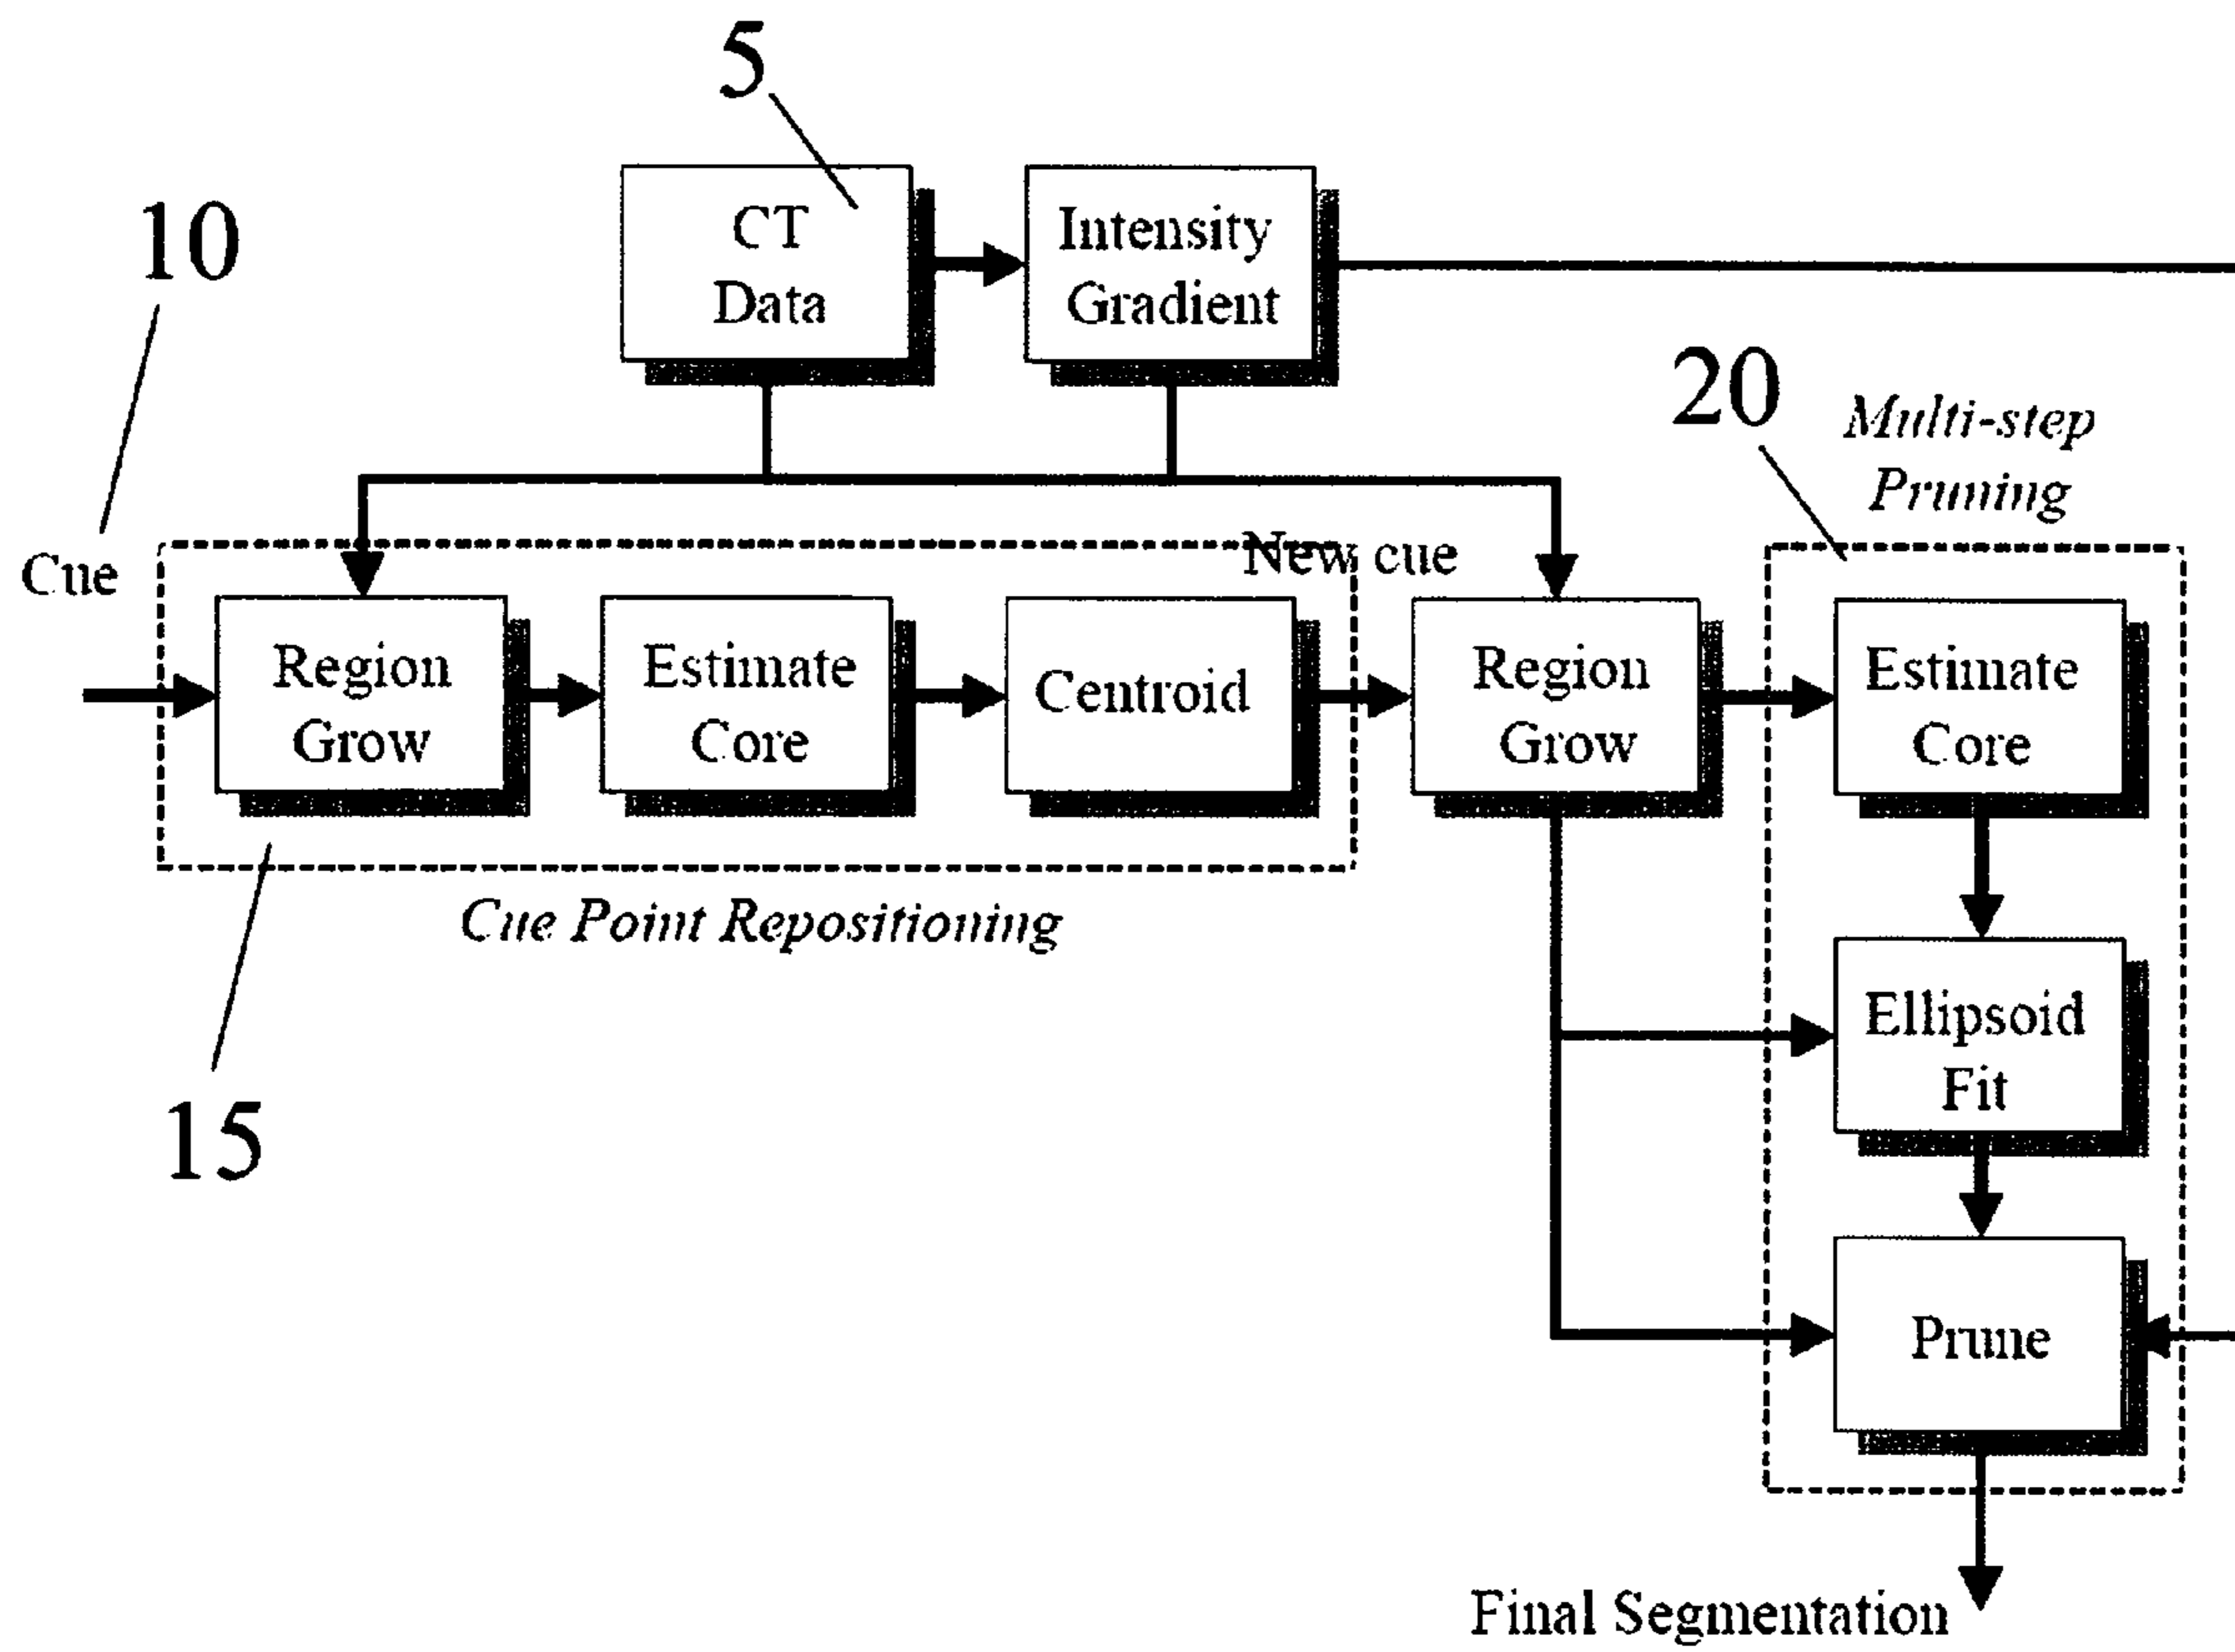 5
10
CT
Data
Intensity
Gradient
20
Multi-step
Pruning
Cue
New cue
Region
Grow
Estimate
Core
Centroid
Region
Grow
Estimate
Core
Cue Point Repositioning
15
Ellipsoid
Fit
Prune
Final Segmentation